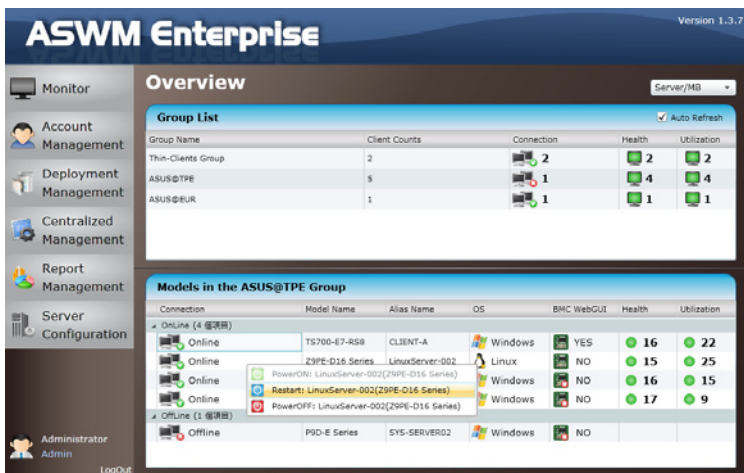 ASWM Enterprise
Version 1.3.7
Monitor
Account
Management
Deployment
Management
Centralized
Management
Report
Management
Server
Configuration
Administrator
Admin
LogOut
Overview
Server/MB
Group List
Auto Refresh
Group Name Client Counts Connection Health Utilization
Thin-Clients Group 2 2 2 2
ASUS@TPE 5 1 4 4
ASUS@EUR 1 1 1 1
Models in the ASUS@TPE Group
Connection Model Name Alias Name OS BMC WebGUI Health Utilization
OnLine (4 個項目)
Online TS700-E7-RS8 CLIENT-A Windows YES 16 22
Online Z9PE-D16 Series LinuxServer-002 Linux NO 15 25
Online Windows NO 16 15
Online Windows NO 17 9
PowerON: LinuxServer-002(Z9PE-D16 Series)
Restart: LinuxServer-002(Z9PE-D16 Series)
PowerOFF: LinuxServer-002(Z9PE-D16 Series)
OffLine (1 個項目)
Offline P9D-E Series SYS-SERVER02 Windows NO